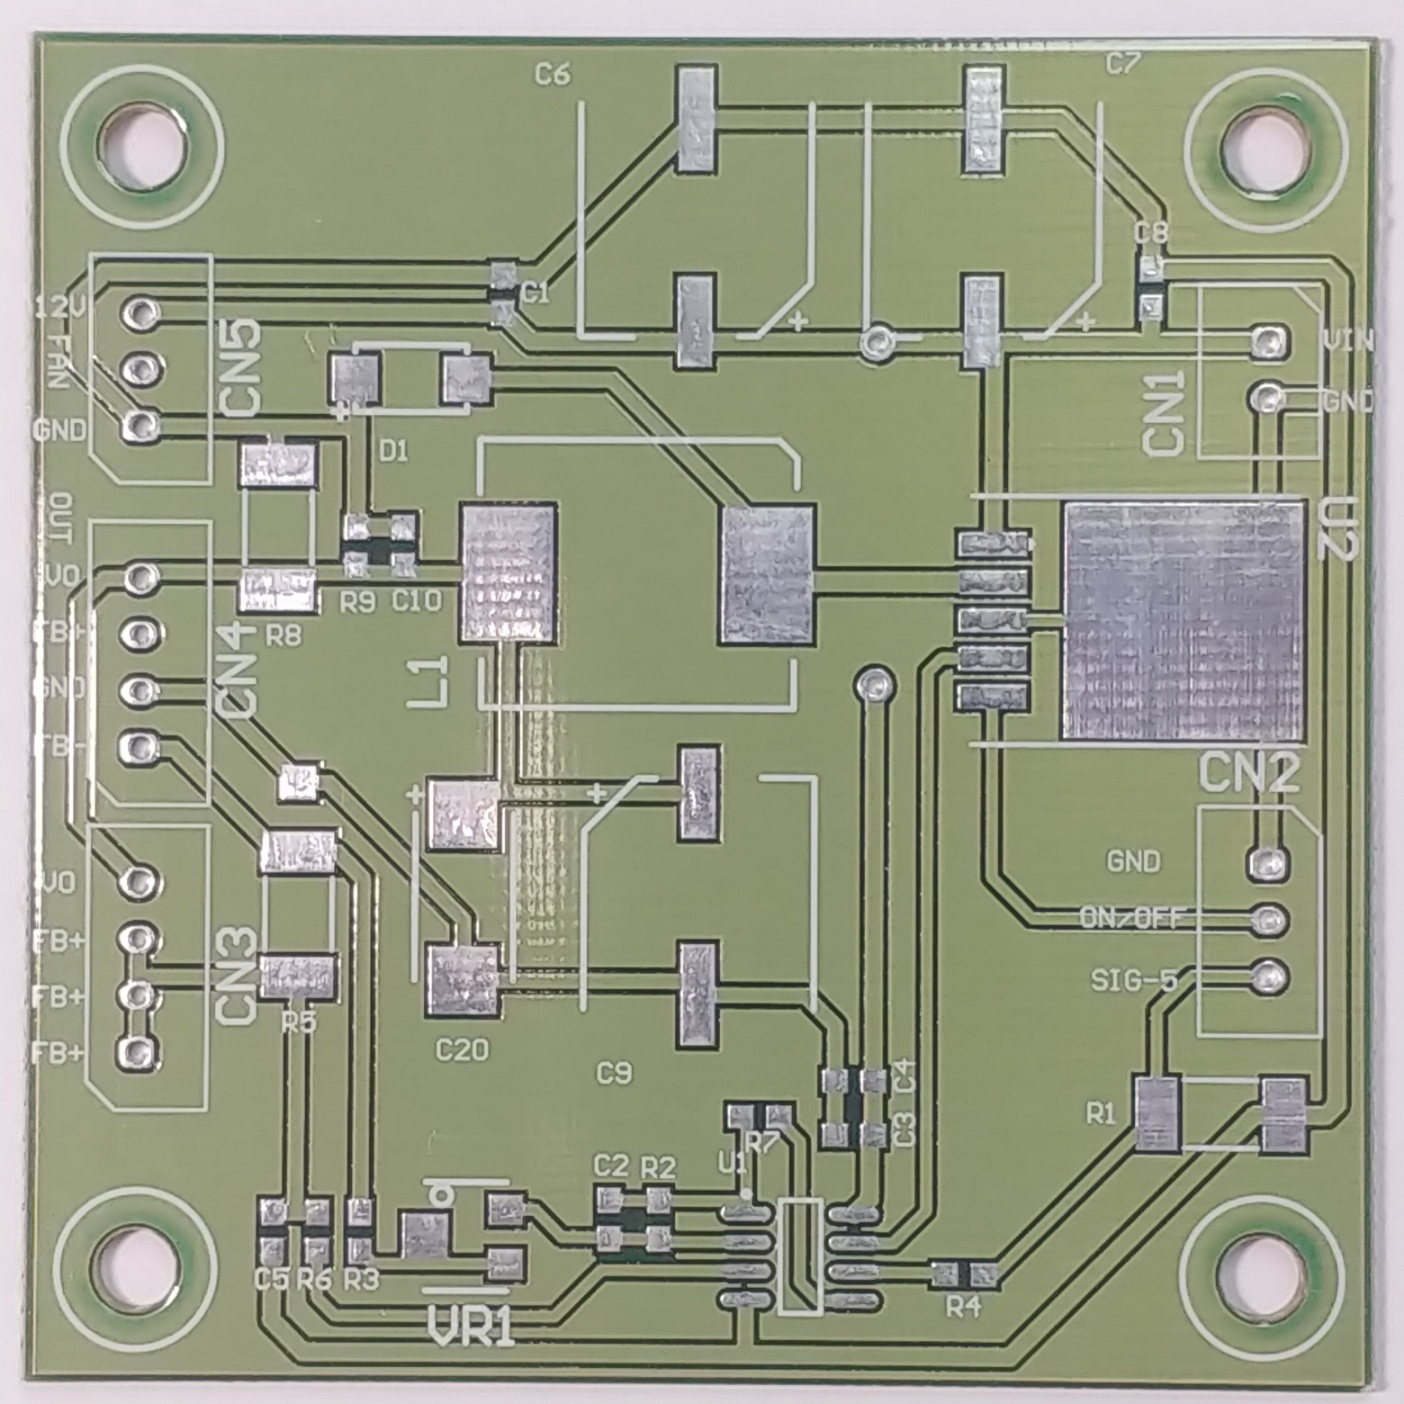 C6
C7
C8
C1
12V
FAN
GND
CN5
VIN
GND
CN1
+
+
+
D1
OUT
VO
FB+
GND
FB-
R9
C10
R8
CN4
L1
U2
CN2
+
+
GND
ON/OFF
SIG-5
VO
FB+
FB+
FB+
CN3
R5
C20
C9
C4
C3
R7
U1
R1
C2
R2
C5
R6
R3
VR1
R4